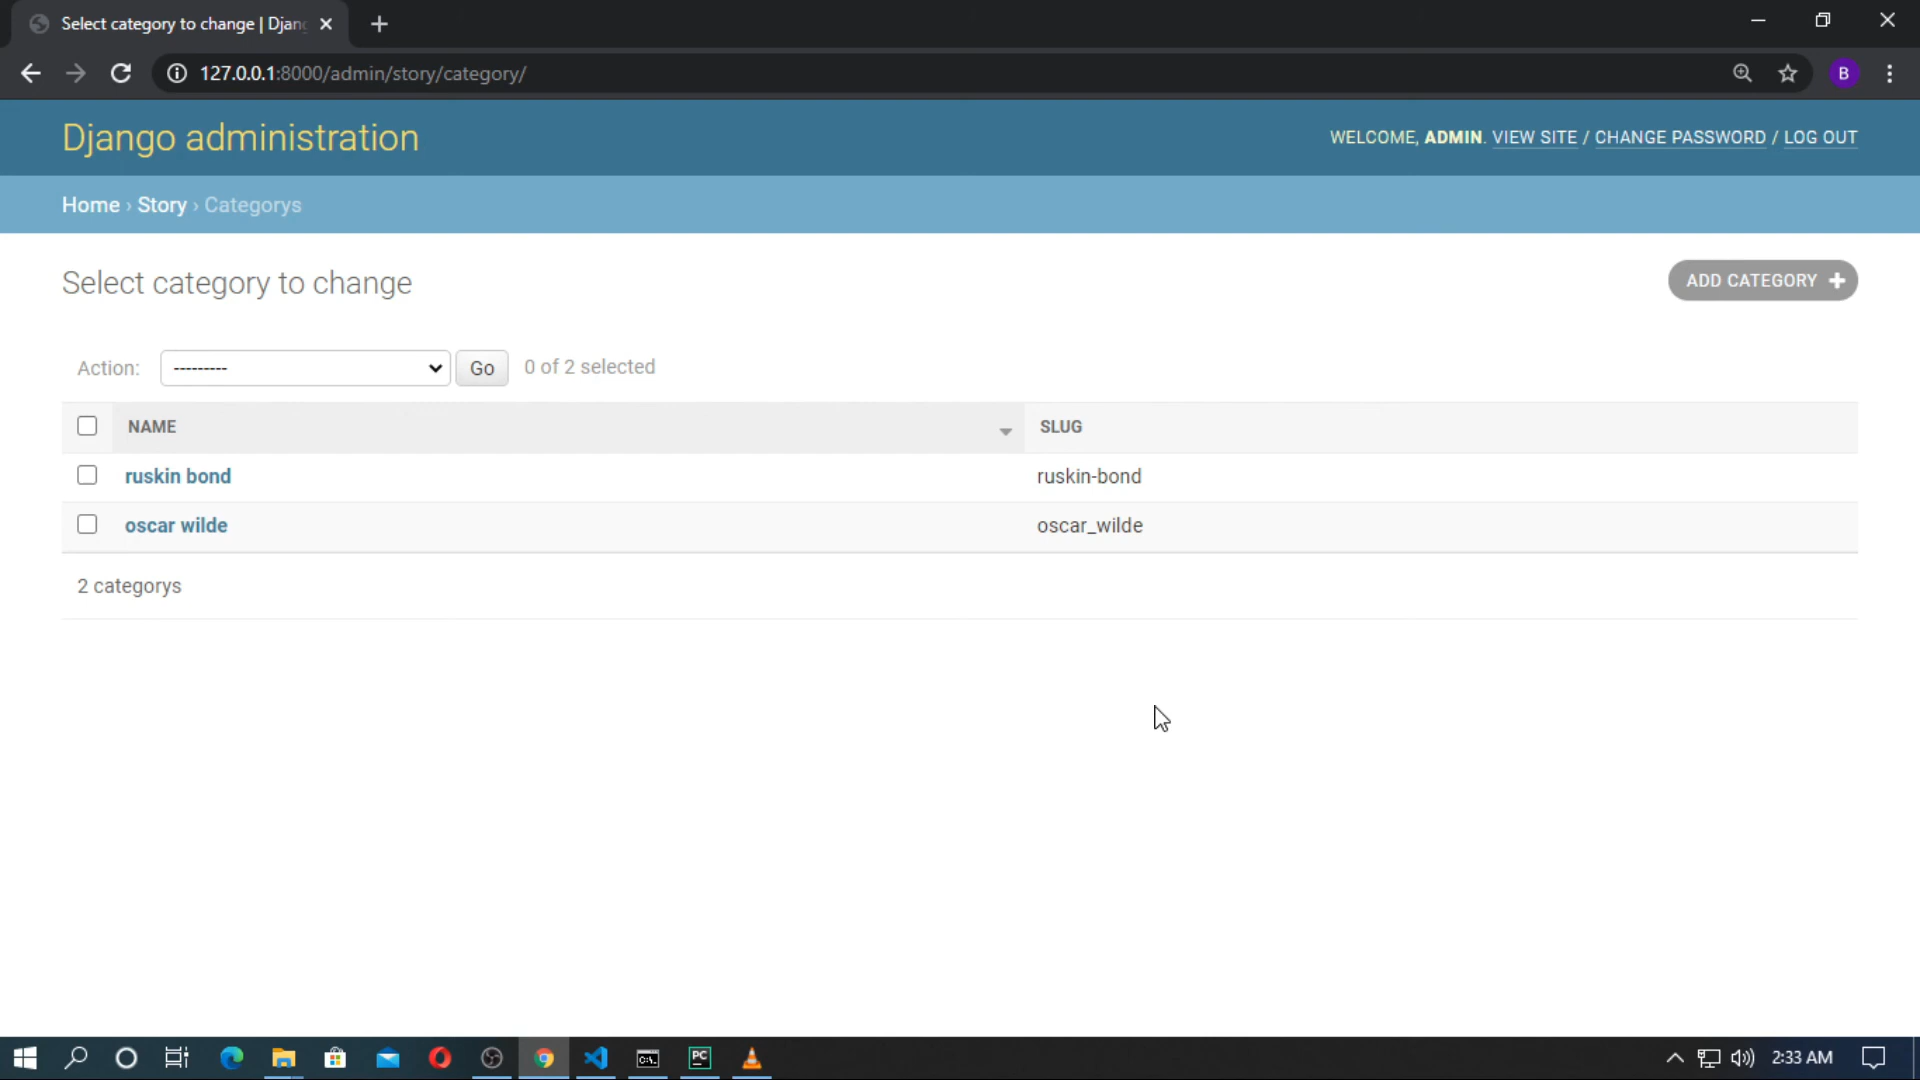 Select category to change | Djan
127.0.0.1:8000/admin/story/category/
B
Django administration
WELCOME, ADMIN. VIEW SITE / CHANGE PASSWORD / LOG OUT
Home › Story › Categorys
Select category to change
ADD CATEGORY +
Action: --------- Go 0 of 2 selected
NAME SLUG
ruskin bond ruskin-bond
oscar wilde oscar_wilde
2 categorys
PC
2:33 AM